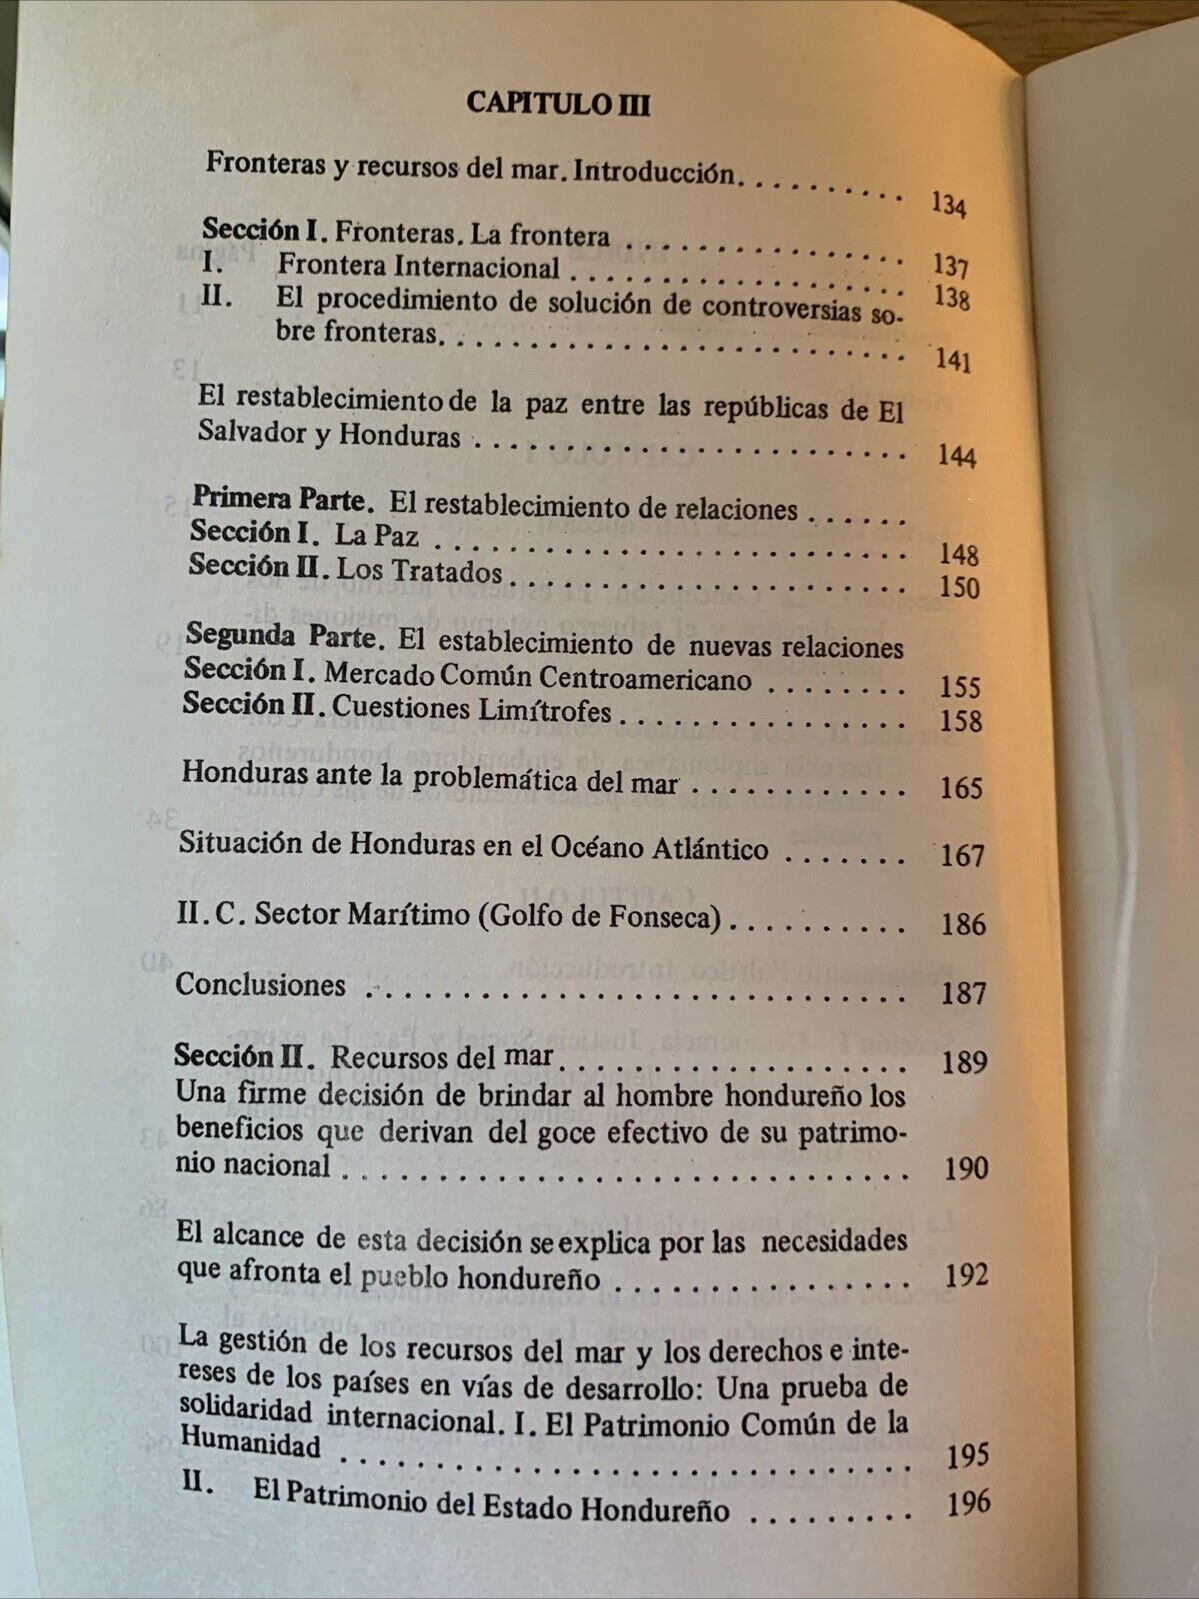 CAPITULO III
Fronteras y recursos del mar. Introducción. . . . . . . . . . 134
Sección I. Fronteras. La frontera . . . . . . . . . . . . . . . . 137
I. Frontera Internacional . . . . . . . . . . . . . . . . . . . 138
II. El procedimiento de solución de controversias so-
bre fronteras. . . . . . . . . . . . . . . . . . . . . . . . . . 141
El restablecimiento de la paz entre las repúblicas de El
Salvador y Honduras . . . . . . . . . . . . . . . . . . . . . . . . 144
Primera Parte. El restablecimiento de relaciones . . . . . .
Sección I. La Paz . . . . . . . . . . . . . . . . . . . . . . . . . . 148
Sección II. Los Tratados . . . . . . . . . . . . . . . . . . . . . . 150
Segunda Parte. El establecimiento de nuevas relaciones
Sección I. Mercado Común Centroamericano . . . . . . . . 155
Sección II. Cuestiones Limítrofes . . . . . . . . . . . . . . . . 158
Honduras ante la problemática del mar . . . . . . . . . . . . 165
Situación de Honduras en el Océano Atlántico . . . . . . . 167
II. C. Sector Marítimo (Golfo de Fonseca) . . . . . . . . . . 186
Conclusiones . . . . . . . . . . . . . . . . . . . . . . . . . . . . . . 187
Sección II. Recursos del mar . . . . . . . . . . . . . . . . . . . 189
Una firme decisión de brindar al hombre hondureño los
beneficios que derivan del goce efectivo de su patrimo-
nio nacional . . . . . . . . . . . . . . . . . . . . . . . . . . . . . . . 190
El alcance de esta decisión se explica por las necesidades
que afronta el pueblo hondureño . . . . . . . . . . . . . . . . 192
La gestión de los recursos del mar y los derechos e inte-
reses de los países en vías de desarrollo: Una prueba de
solidaridad internacional. I. El Patrimonio Común de la
Humanidad . . . . . . . . . . . . . . . . . . . . . . . . . . . . . . . 195
II. El Patrimonio del Estado Hondureño . . . . . . . . . 196